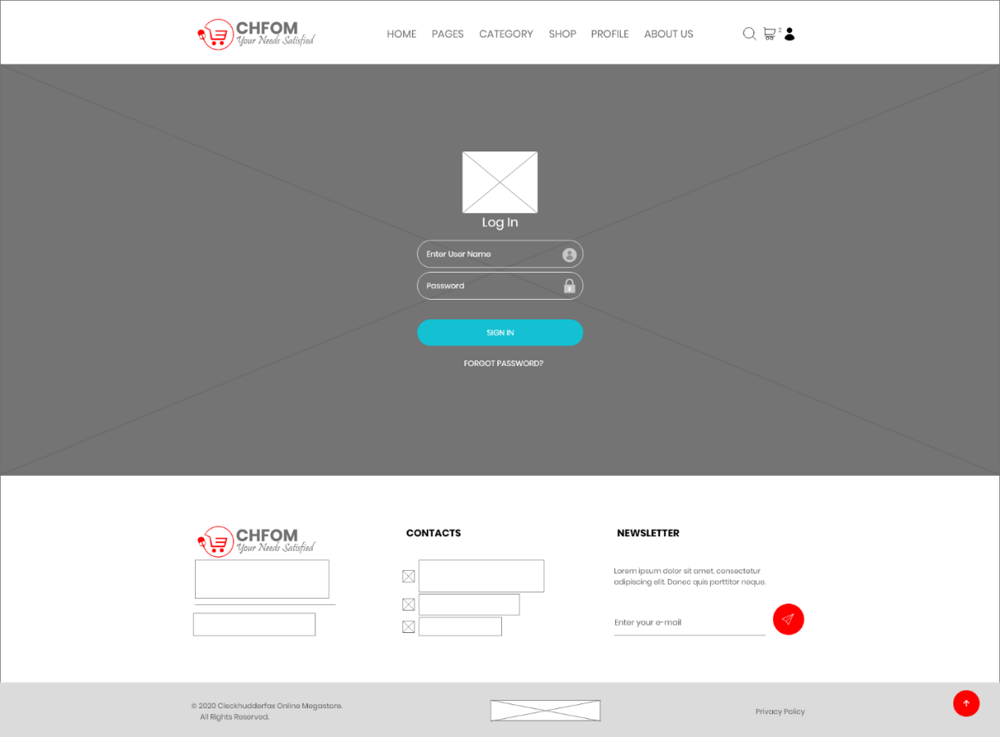 CHFOM
Your Needs Satisfied
HOME PAGES CATEGORY SHOP PROFILE ABOUT US
2
Log In
Enter User Name
Password
SIGN IN
FORGOT PASSWORD?
CHFOM
Your Needs Satisfied
CONTACTS
NEWSLETTER
Lorem ipsum dolor sit amet, consectetur
adipiscing elit. Donec quis porttitor neque.
Enter your e-mail
© 2020 Cleckhudderfax Online Megastore.
All Rights Reserved.
Privacy Policy